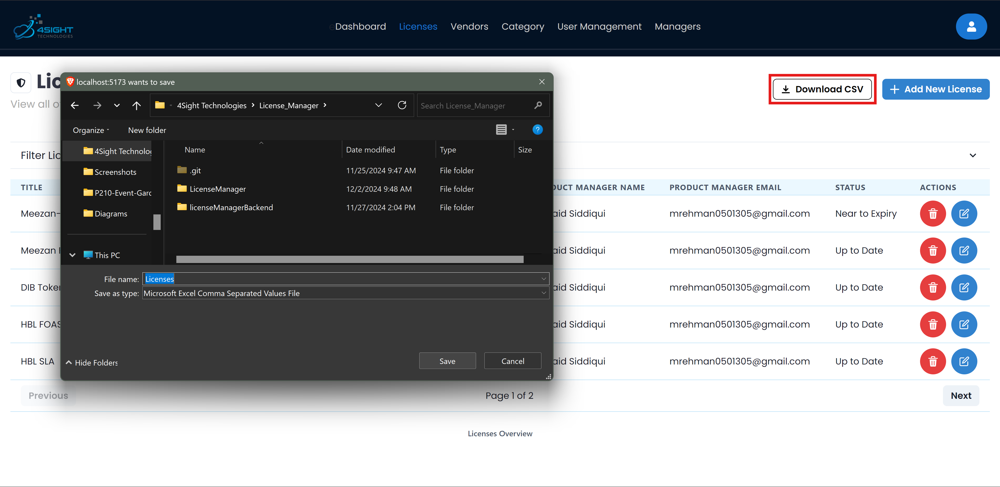 4SIGHT
TECHNOLOGIES
eDashboard Licenses Vendors Category User Management Managers
Lic
View all of
Download CSV
Add New License
localhost:5173 wants to save
« 4Sight Technologies > License_Manager >
Search License_Manager
Organize
New folder
?
4Sight Technolog
Screenshots
P210-Event-Gard
Diagrams
This PC
Name Date modified Type Size
.git 11/25/2024 9:47 AM File folder
LicenseManager 12/2/2024 9:48 AM File folder
licenseManagerBackend 11/27/2024 2:04 PM File folder
File name: Licenses
Save as type: Microsoft Excel Comma Separated Values File
Hide Folders
Save
Cancel
Filter Lic
TITLE DUCT MANAGER NAME PRODUCT MANAGER EMAIL STATUS ACTIONS
Meezan- aid Siddiqui mrehman0501305@gmail.com Near to Expiry
Meezan aid Siddiqui mrehman0501305@gmail.com Up to Date
DIB Token aid Siddiqui mrehman0501305@gmail.com Up to Date
HBL FOAS aid Siddiqui mrehman0501305@gmail.com Up to Date
HBL SLA aid Siddiqui mrehman0501305@gmail.com Up to Date
Previous
Page 1 of 2
Next
Licenses Overview